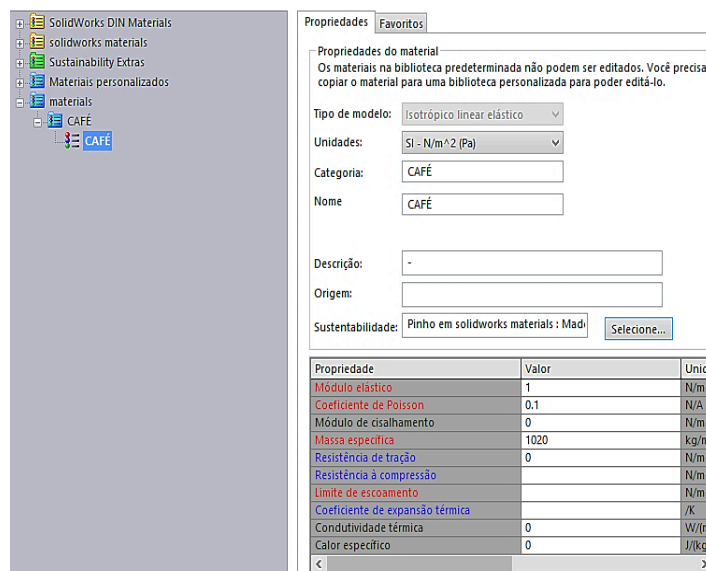 SolidWorks DIN Materials
solidworks materials
Sustainability Extras
Materiais personalizados
materials
CAFÉ
CAFÉ
Propriedades Favoritos
Propriedades do material
Os materiais na biblioteca predeterminada não podem ser editados. Você precisa
copiar o material para uma biblioteca personalizada para poder editá-lo.
Tipo de modelo: Isotrópico linear elástico
Unidades: SI - N/m^2 (Pa)
Categoria: CAFÉ
Nome CAFÉ
Descrição: -
Origem:
Sustentabilidade: Pinho em solidworks materials : Made Selecione...
Propriedade Valor Unid
Módulo elástico 1 N/m
Coeficiente de Poisson 0.1 N/A
Módulo de cisalhamento 0 N/m
Massa específica 1020 kg/m
Resistência de tração 0 N/m
Resistência à compressão N/m
Limite de escoamento N/m
Coeficiente de expansão térmica /K
Condutividade térmica 0 W/(m
Calor específico 0 J/(kg